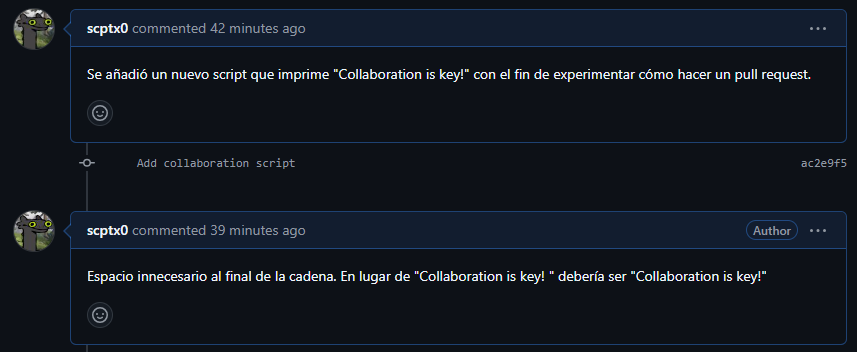 scptx0 commented 42 minutes ago
Se añadió un nuevo script que imprime "Collaboration is key!" con el fin de experimentar cómo hacer un pull request.
Add collaboration script ac2e9f5
scptx0 commented 39 minutes ago Author
Espacio innecesario al final de la cadena. En lugar de "Collaboration is key! " debería ser "Collaboration is key!"